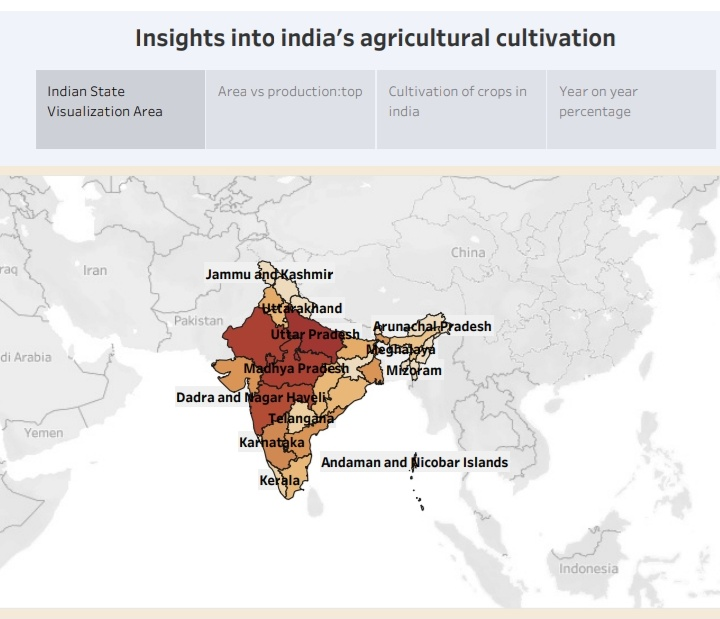 Insights into india's agricultural cultivation
Indian State
Visualization Area
Area vs production:top
Cultivation of crops in
india
Year on year
percentage
China
Jammu and Kashmir
raq
Iran
Uttarakhand
Pakistan
Arunachal Pradesh
Uttar Pradesh
Meghalaya
di Arabia
Madhya Pradesh
Mizoram
Dadra and Nagar Haveli
Telangana
Yemen
Karnataka
Andaman and Nicobar Islands
Kerala
Indonesia